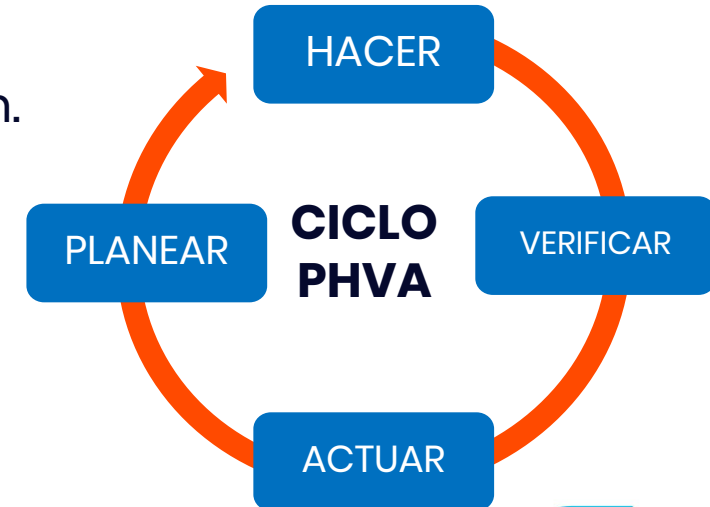 HACER
n.
PLANEAR
CICLO
PHVA
VERIFICAR
ACTUAR